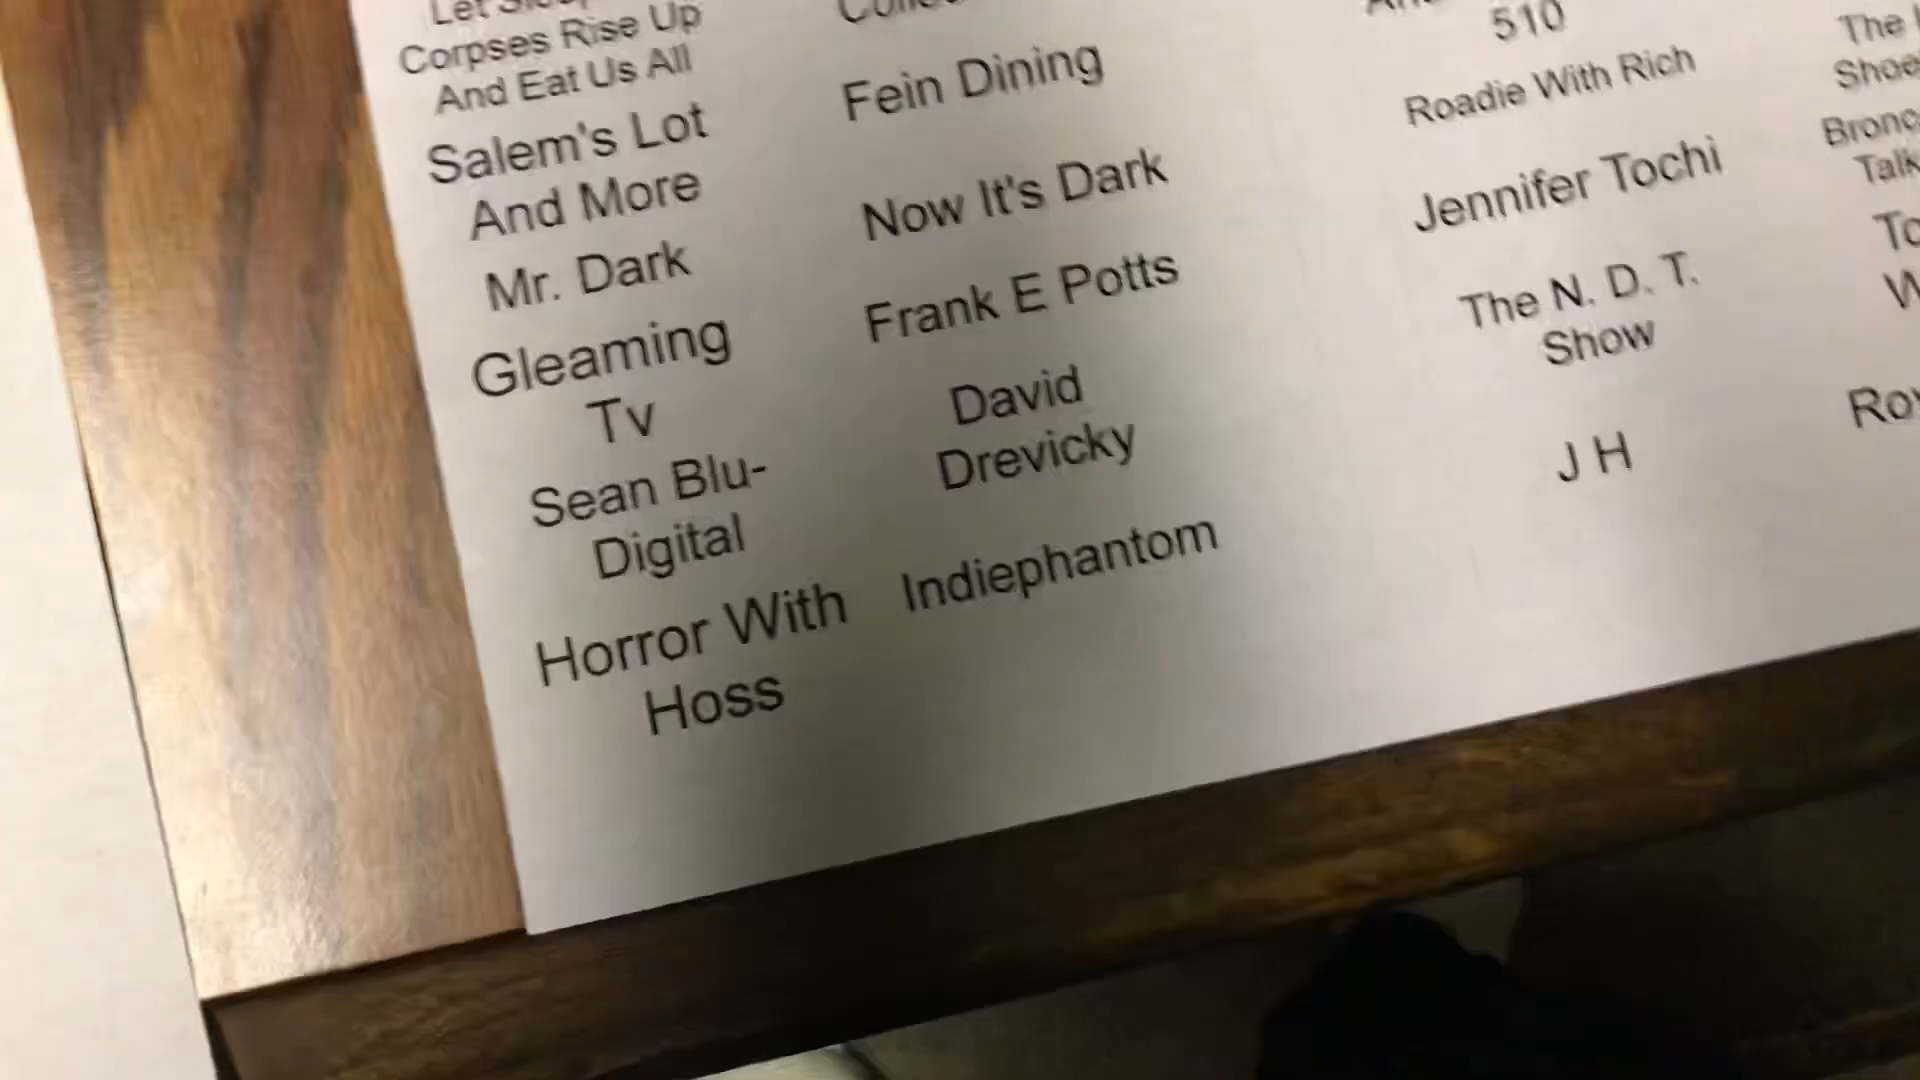 Corpses Rise Up
And Eat Us All
Salem's Lot
And More
Mr. Dark
Gleaming
Tv
Sean Blu-
Digital
Horror With
Hoss
Fein Dining
Now It's Dark
Frank E Potts
David
Drevicky
Indiephantom
510
Roadie With Rich
Jennifer Tochi
The N. D. T.
Show
J H
The